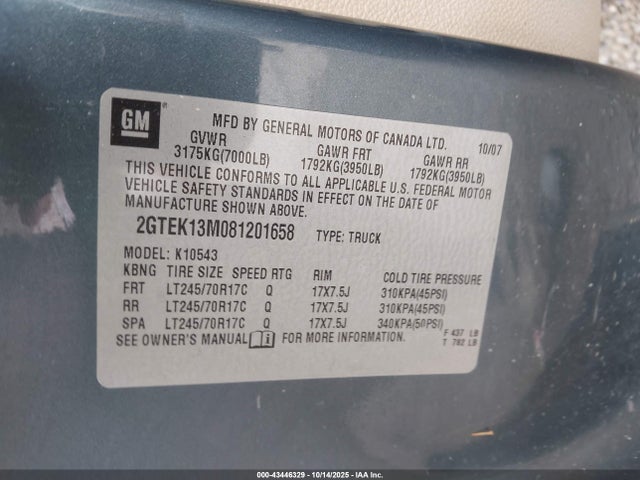 GM
MFD BY GENERAL MOTORS OF CANADA LTD. 10/07
GVWR GAWR FRT GAWR RR
3175KG(7000LB) 1792KG(3950LB) 1792KG(3950LB)
THIS VEHICLE CONFORMS TO ALL APPLICABLE U.S. FEDERAL MOTOR
VEHICLE SAFETY STANDARDS IN EFFECT ON THE DATE OF
MANUFACTURE SHOWN ABOVE.
2GTEK13M081201658 TYPE: TRUCK
MODEL: K10543
KBNG TIRE SIZE SPEED RTG RIM COLD TIRE PRESSURE
FRT LT245/70R17C Q 17X7.5J 310KPA(45PSI)
RR LT245/70R17C Q 17X7.5J 310KPA(45PSI)
SPA LT245/70R17C Q 17X7.5J 340KPA(50PSI)
SEE OWNER'S MANUAL FOR MORE INFORMATION.
F 437 LB
T 782 LB
000-43446329 - 10/14/2025 - IAA Inc.